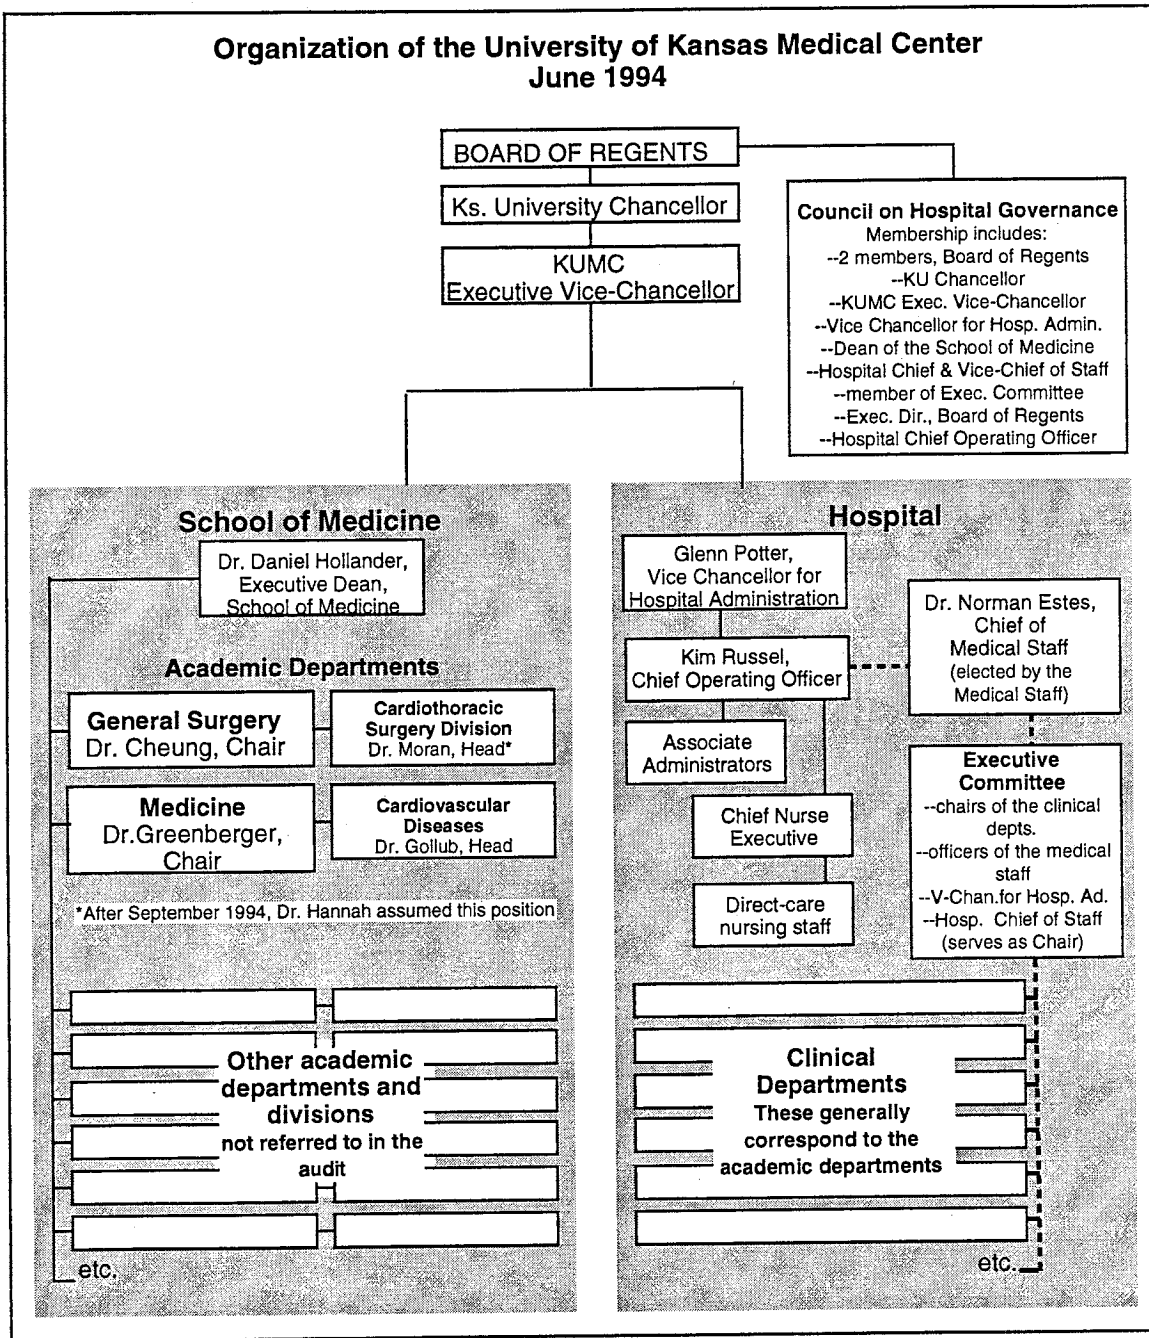 Organization of the University of Kansas Medical Center
June 1994
BOARD OF REGENTS
Ks. University Chancellor
KUMC
Executive Vice-Chancellor
Council on Hospital Governance
Membership includes:
--2 members, Board of Regents
--KU Chancellor
--KUMC Exec. Vice-Chancellor
--Vice Chancellor for Hosp. Admin.
--Dean of the School of Medicine
--Hospital Chief & Vice-Chief of Staff
--member of Exec. Committee
--Exec. Dir., Board of Regents
--Hospital Chief Operating Officer
School of Medicine
Dr. Daniel Hollander,
Executive Dean,
School of Medicine
Academic Departments
General Surgery
Dr. Cheung, Chair
Cardiothoracic
Surgery Division
Dr. Moran, Head*
Medicine
Dr.Greenberger,
Chair
Cardiovascular
Diseases
Dr. Gollub, Head
*After September 1994, Dr. Hannah assumed this position
Other academic
departments and
divisions
not referred to in the
audit
etc.
Hospital
Glenn Potter,
Vice Chancellor for
Hospital Administration
Kim Russel,
Chief Operating Officer
Associate
Administrators
Chief Nurse
Executive
Direct-care
nursing staff
Dr. Norman Estes,
Chief of
Medical Staff
(elected by the
Medical Staff)
Executive
Committee
--chairs of the clinical
depts.
--officers of the medical
staff
--V-Chan.for Hosp. Ad.
--Hosp. Chief of Staff
(serves as Chair)
Clinical
Departments
These generally
correspond to the
academic departments
etc.